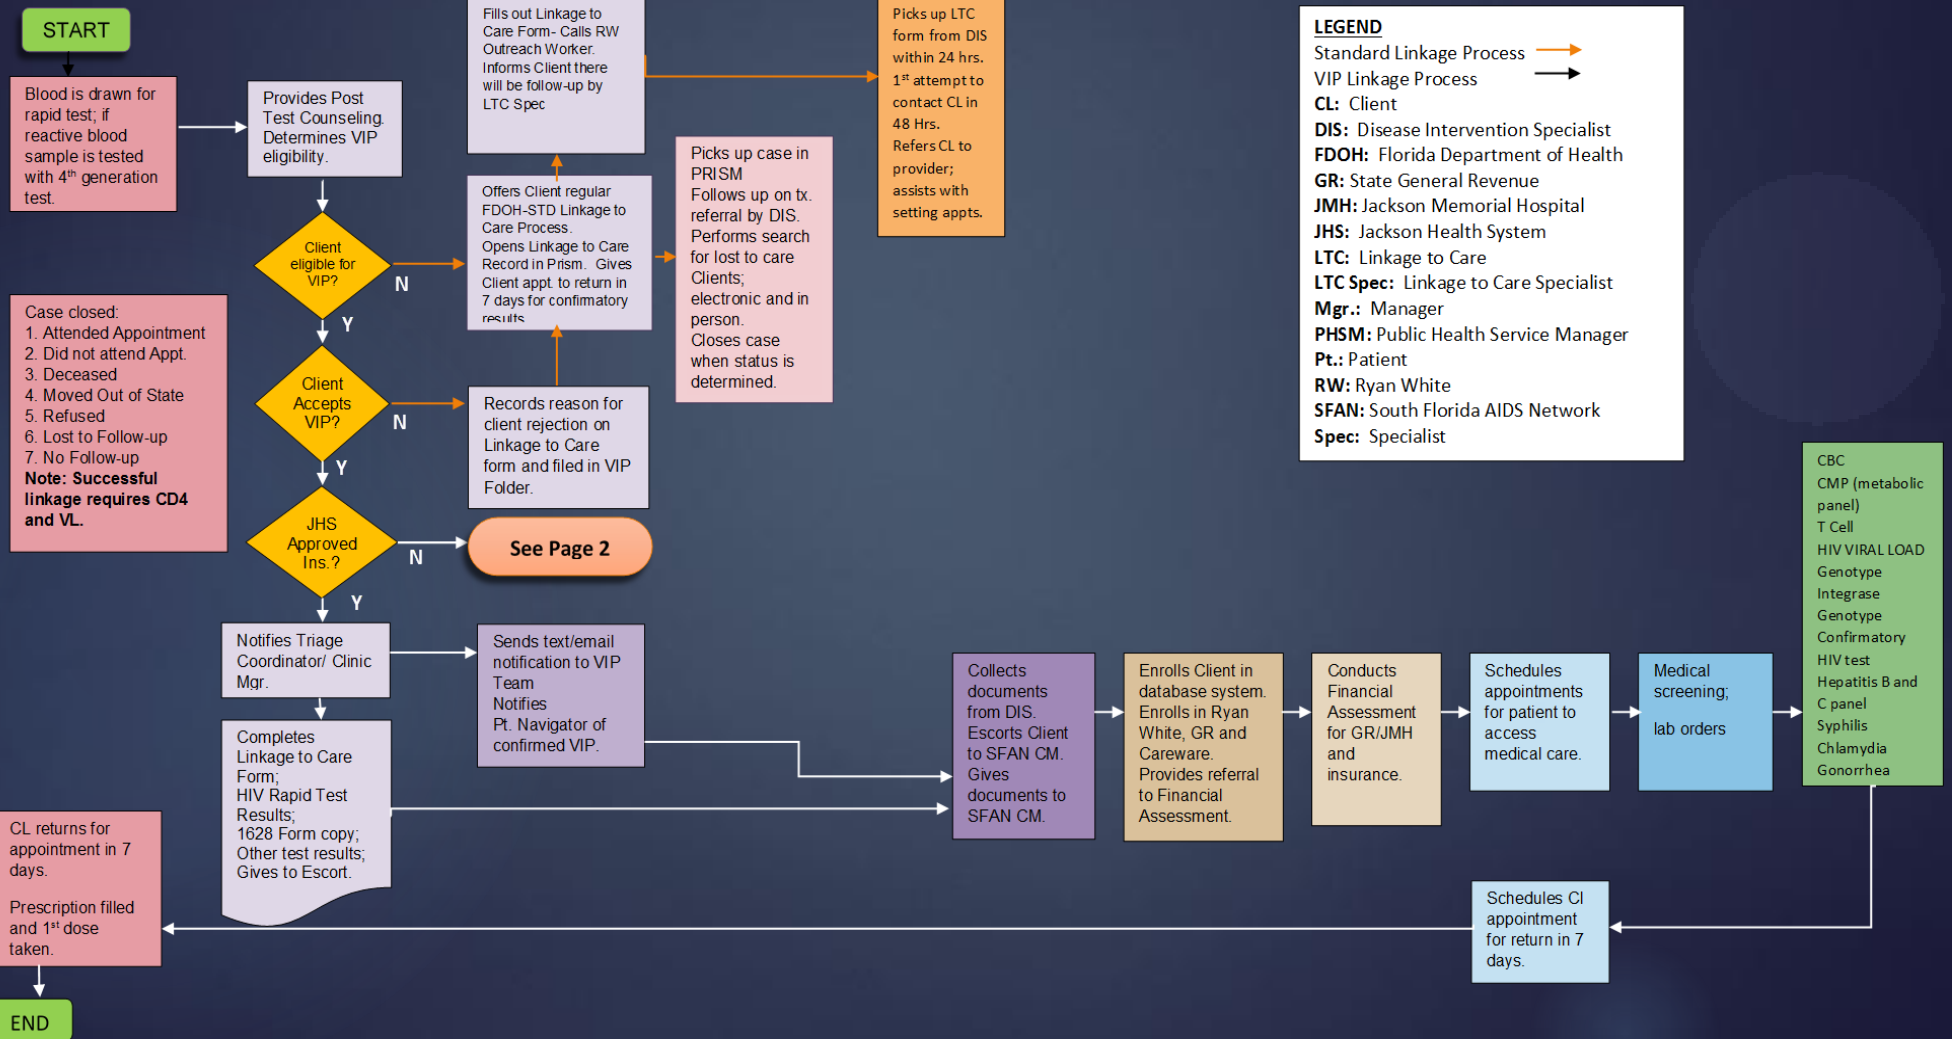 START
Blood is drawn for
rapid test; if
reactive blood
sample is tested
with 4th generation
test.
Provides Post
Test Counseling.
Determines VIP
eligibility.
Fills out Linkage to
Care Form- Calls RW
Outreach Worker.
Informs Client there
will be follow-up by
LTC Spec
Picks up LTC
form from DIS
within 24 hrs.
1st attempt to
contact CL in
48 Hrs.
Refers CL to
provider;
assists with
setting appts.
LEGEND
Standard Linkage Process
VIP Linkage Process
CL: Client
DIS: Disease Intervention Specialist
FDOH: Florida Department of Health
GR: State General Revenue
JMH: Jackson Memorial Hospital
JHS: Jackson Health System
LTC: Linkage to Care
LTC Spec: Linkage to Care Specialist
Mgr.: Manager
PHSM: Public Health Service Manager
Pt.: Patient
RW: Ryan White
SFAN: South Florida AIDS Network
Spec: Specialist
Client
eligible for
VIP?
N
Y
Offers Client regular
FDOH-STD Linkage to
Care Process.
Opens Linkage to Care
Record in Prism. Gives
Client appt. to return in
7 days for confirmatory
results.
Picks up case in
PRISM
Follows up on tx.
referral by DIS.
Performs search
for lost to care
Clients;
electronic and in
person.
Closes case
when status is
determined.
Case closed:
1. Attended Appointment
2. Did not attend Appt.
3. Deceased
4. Moved Out of State
5. Refused
6. Lost to Follow-up
7. No Follow-up
Note: Successful
linkage requires CD4
and VL.
Client
Accepts
VIP?
N
Y
Records reason for
client rejection on
Linkage to Care
form and filed in VIP
Folder.
JHS
Approved
Ins.?
N
Y
See Page 2
Notifies Triage
Coordinator/ Clinic
Mgr.
Sends text/email
notification to VIP
Team
Notifies
Pt. Navigator of
confirmed VIP.
Completes
Linkage to Care
Form;
HIV Rapid Test
Results;
1628 Form copy;
Other test results;
Gives to Escort.
Collects
documents
from DIS.
Escorts Client
to SFAN CM.
Gives
documents to
SFAN CM.
Enrolls Client in
database system.
Enrolls in Ryan
White, GR and
Careware.
Provides referral
to Financial
Assessment.
Conducts
Financial
Assessment
for GR/JMH
and
insurance.
Schedules
appointments
for patient to
access
medical care.
Medical
screening;
lab orders
CBC
CMP (metabolic
panel)
T Cell
HIV VIRAL LOAD
Genotype
Integrase
Genotype
Confirmatory
HIV test
Hepatitis B and
C panel
Syphilis
Chlamydia
Gonorrhea
Schedules Cl
appointment
for return in 7
days.
CL returns for
appointment in 7
days.
Prescription filled
and 1st dose
taken.
END